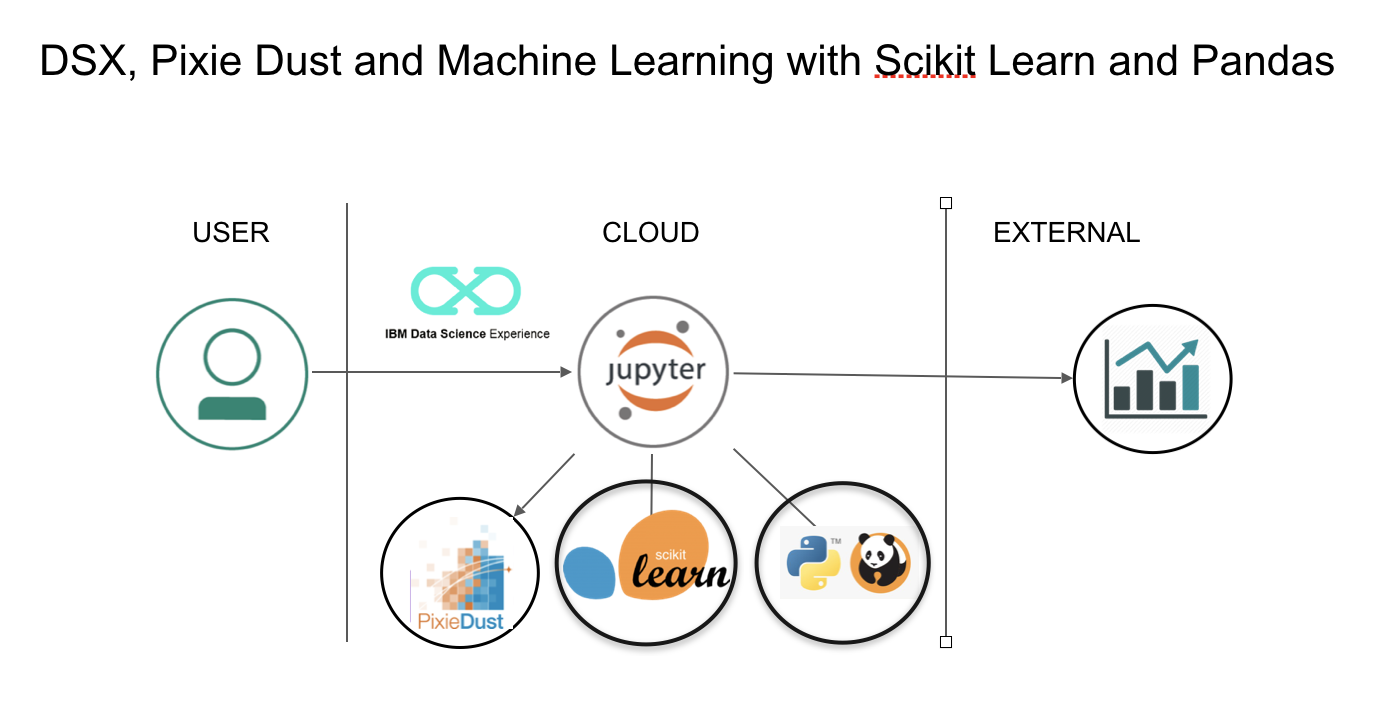 DSX, Pixie Dust and Machine Learning with Scikit Learn and Pandas
USER
CLOUD
EXTERNAL
IBM Data Science Experience
jupyter
PixieDust
scikit
learn
TM